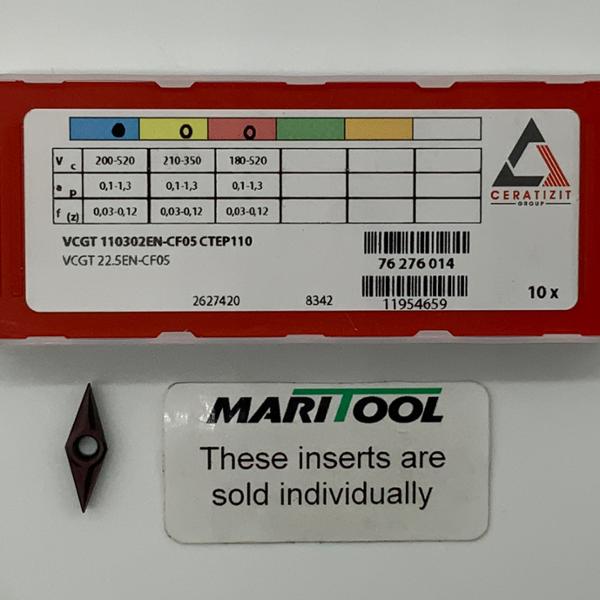 V c 200-520 210-350 180-520
a p 0,1-1,3 0,1-1,3 0,1-1,3
f (z) 0,03-0,12 0,03-0,12 0,03-0,12
CERATIZIT
GROUP
VCGT 110302EN-CF05 CTEP110
VCGT 22.5EN-CF05
76 276 014
2627420 8342 11954659
10 x
MARITOOL
These inserts are
sold individually